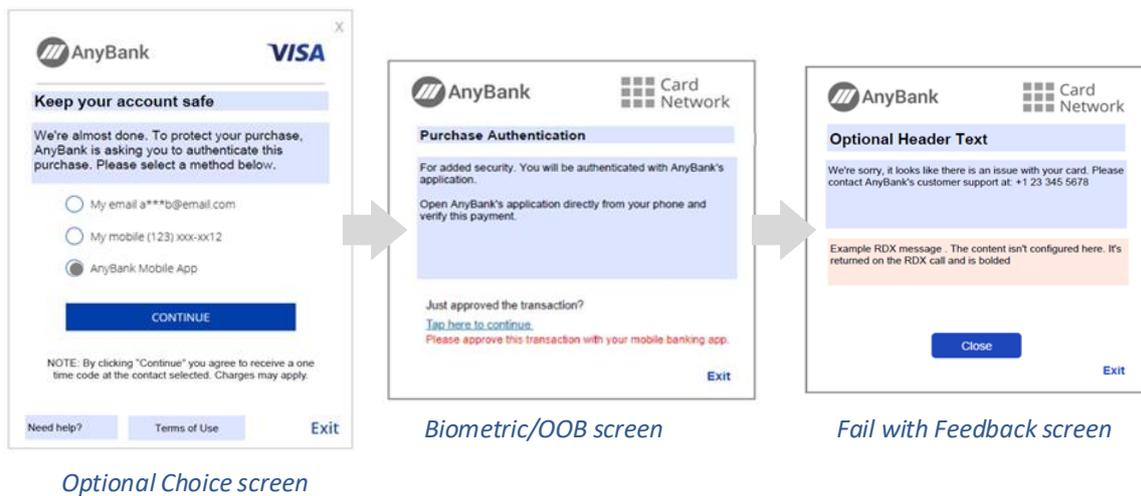 X
AnyBank
VISA
Keep your account safe
We're almost done. To protect your purchase,
AnyBank is asking you to authenticate this
purchase. Please select a method below.
My email a***b@email.com
My mobile (123) xxx-xx12
AnyBank Mobile App
CONTINUE
NOTE: By clicking "Continue" you agree to receive a one
time code at the contact selected. Charges may apply.
Need help?
Terms of Use
Exit
Optional Choice screen
AnyBank
Card
Network
Purchase Authentication
For added security. You will be authenticated with AnyBank's
application.
Open AnyBank's application directly from your phone and
verify this payment.
Just approved the transaction?
Tap here to continue.
Please approve this transaction with your mobile banking app.
Exit
Biometric/OOB screen
AnyBank
Card
Network
Optional Header Text
We're sorry, it looks like there is an issue with your card. Please
contact AnyBank's customer support at: +1 23 345 5678
Example RDX message . The content isn't configured here. It's
returned on the RDX call and is bolded
Close
Exit
Fail with Feedback screen